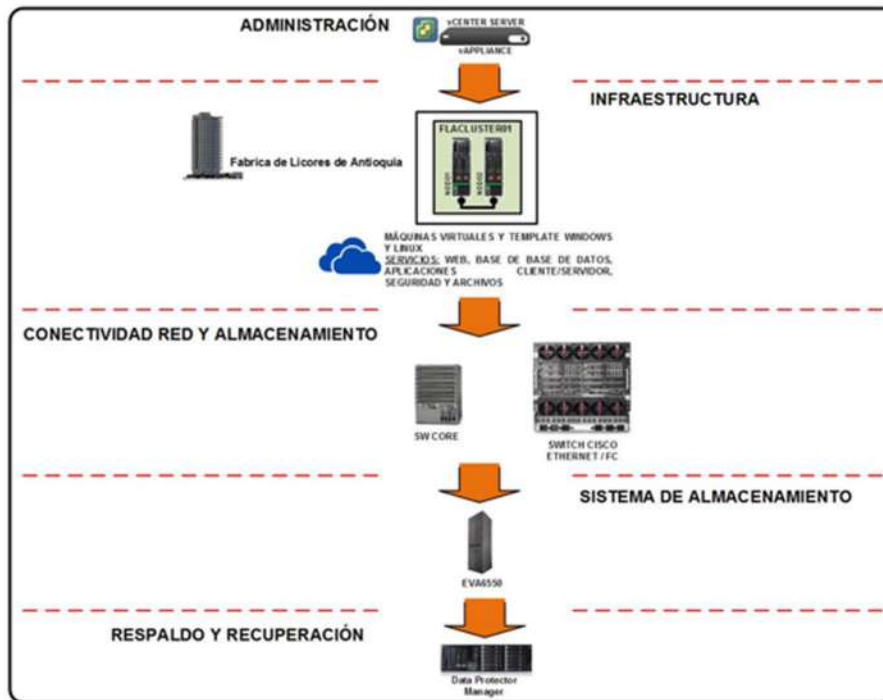 ADMINISTRACIÓN
vCENTER SERVER
vAPPLIANCE
INFRAESTRUCTURA
FLACLUSTER01
Fabrica de Licores de Antioquia
NODO1
NODO2
MÁQUINAS VIRTUALES Y TEMPLATE WINDOWS
Y LINUX
SERVICIOS: WEB, BASE DE BASE DE DATOS,
APLICACIONES CLIENTE/SERVIDOR,
SEGURIDAD Y ARCHIVOS
CONECTIVIDAD RED Y ALMACENAMIENTO
SW CORE
SWITCH CISCO
ETHERNET / FC
SISTEMA DE ALMACENAMIENTO
EVA6550
RESPALDO Y RECUPERACIÓN
Data Protector
Manager